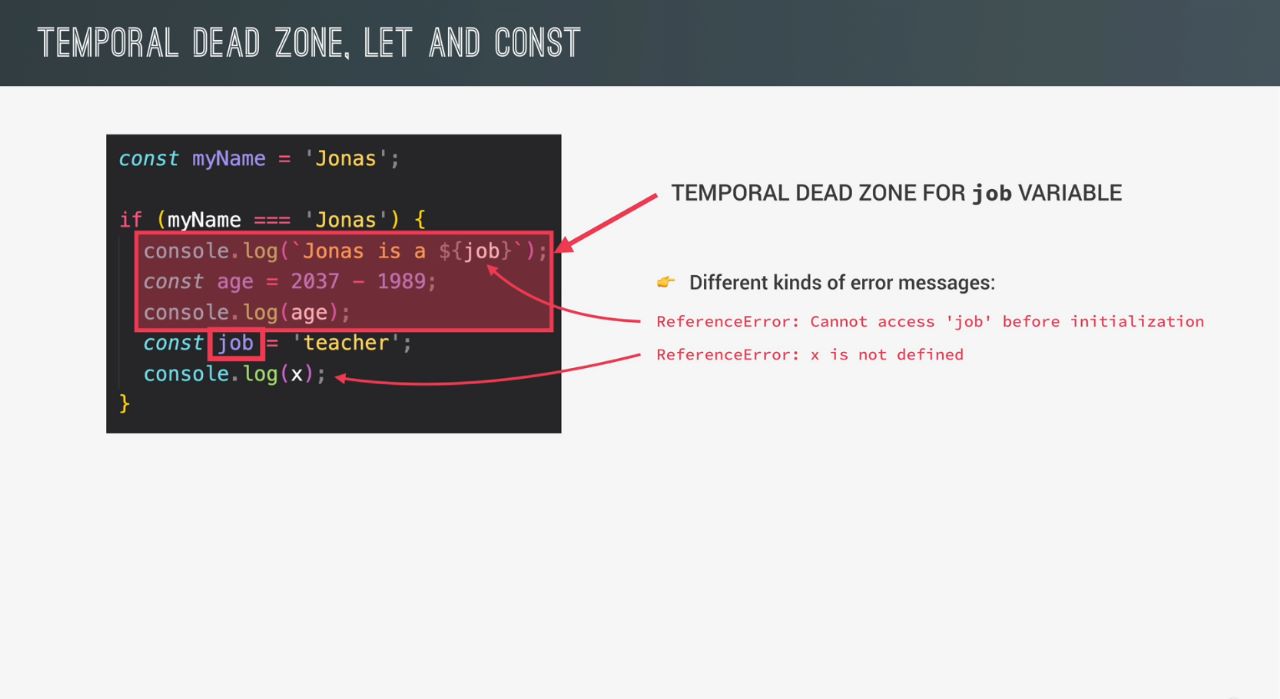 TEMPORAL DEAD ZONE, LET AND CONST
const myName = 'Jonas';
if (myName === 'Jonas') {
console.log(`Jonas is a ${job}`);
const age = 2037 - 1989;
console.log(age);
const job = 'teacher';
console.log(x);
}
TEMPORAL DEAD ZONE FOR job VARIABLE
👉 Different kinds of error messages:
ReferenceError: Cannot access 'job' before initialization
ReferenceError: x is not defined